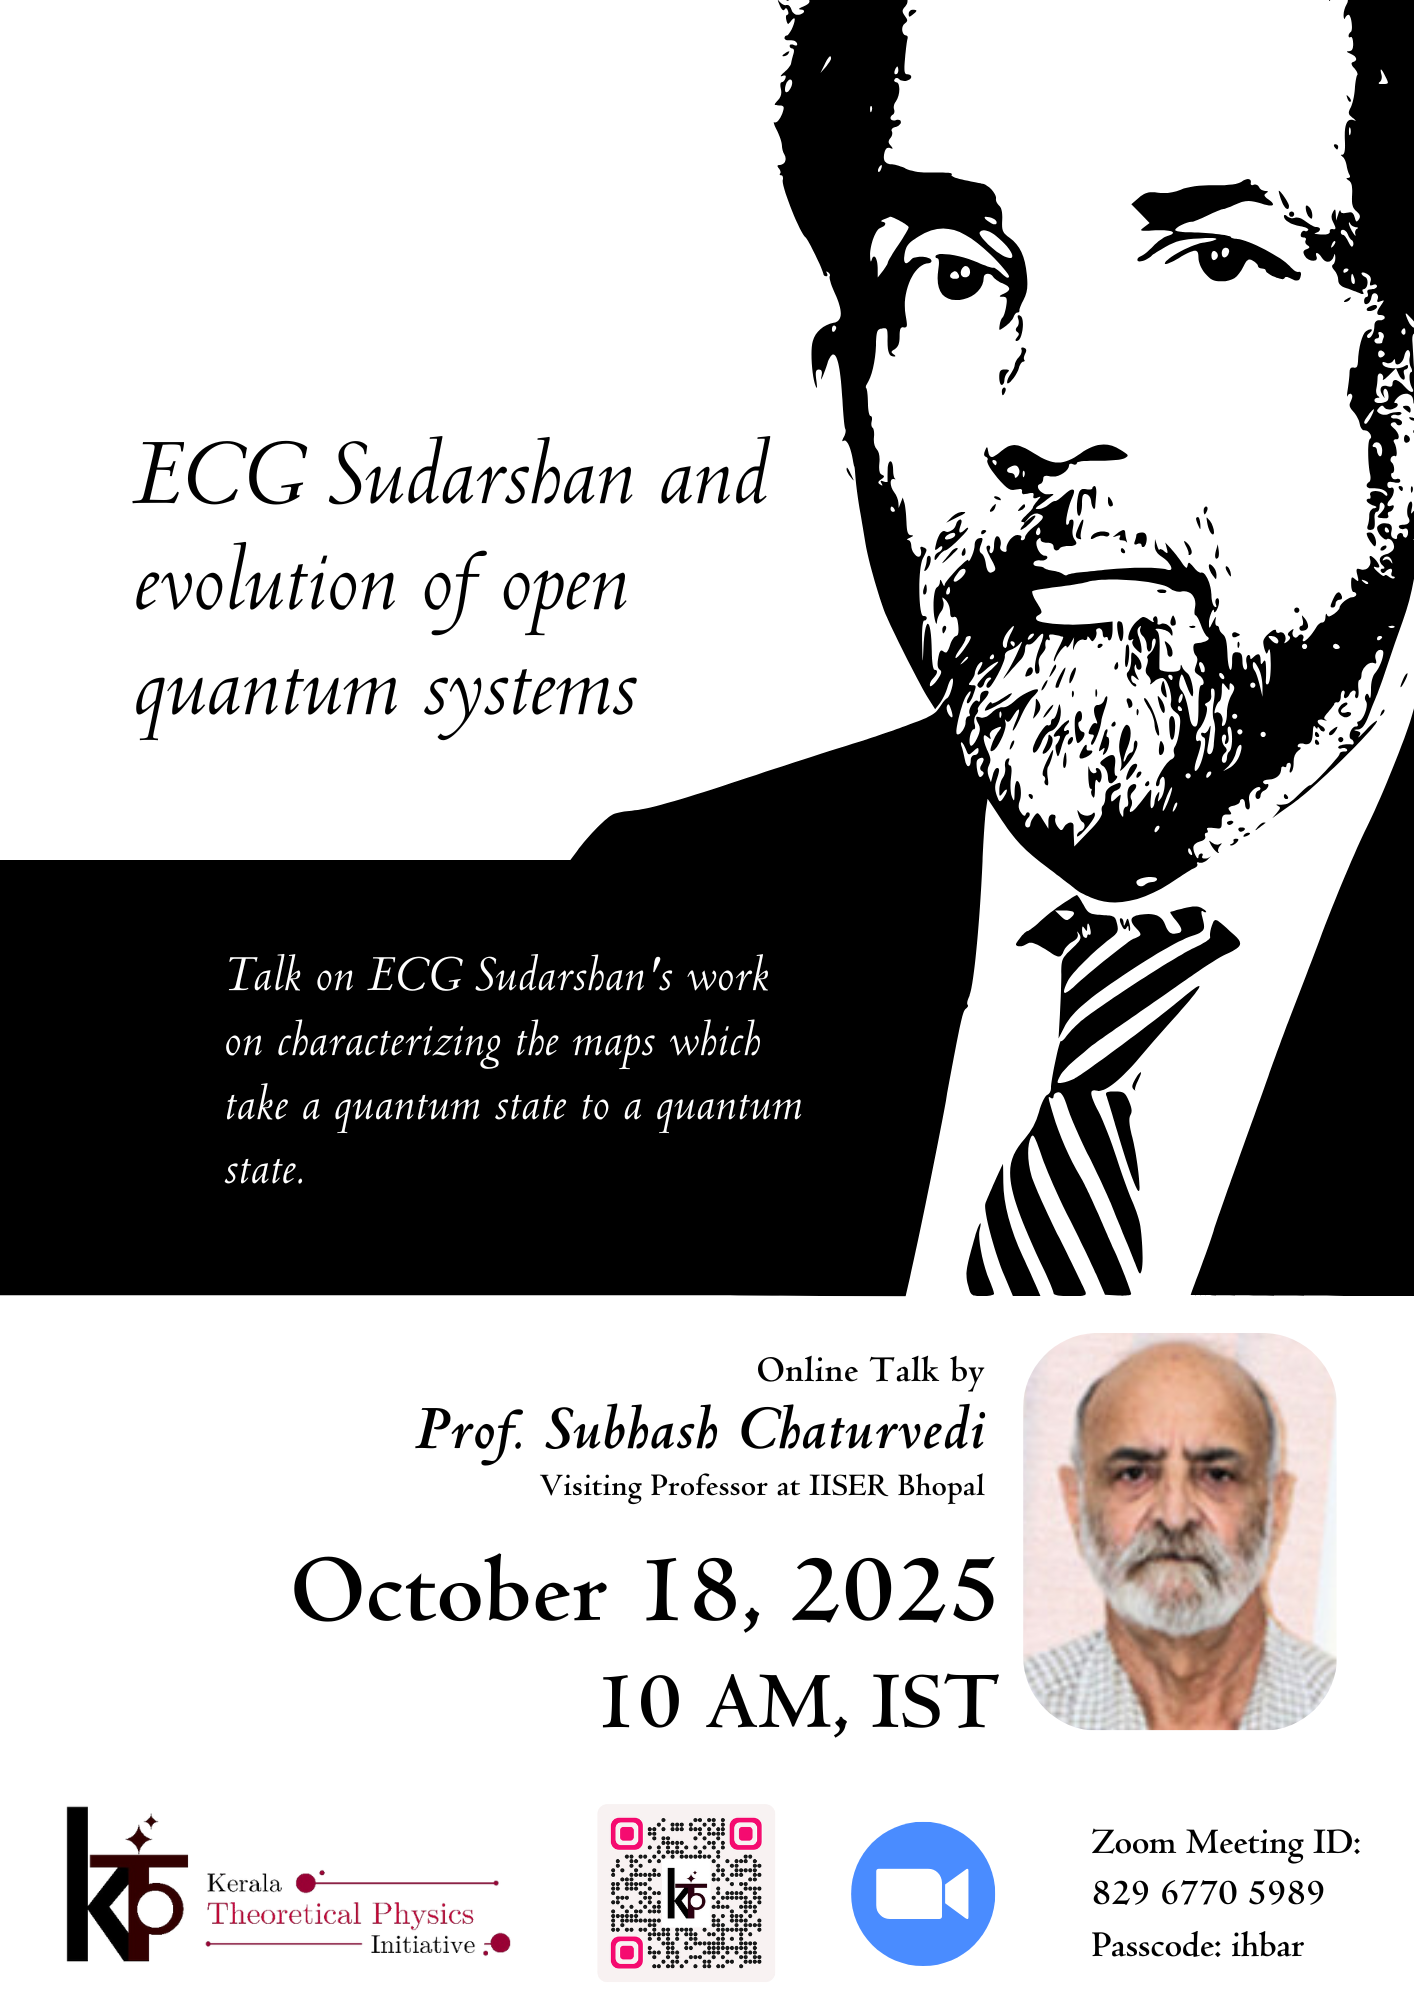 ECG Sudarshan and
evolution of open
quantum systems
Talk on ECG Sudarshan's work
on characterizing the maps which
take a quantum state to a quantum
state.
Online Talk by
Prof. Subhash Chaturvedi
Visiting Professor at IISER Bhopal
October 18, 2025
10 AM, IST
kTp
Kerala
Theoretical Physics
Initiative
kTp
Zoom Meeting ID:
829 6770 5989
Passcode: ihbar